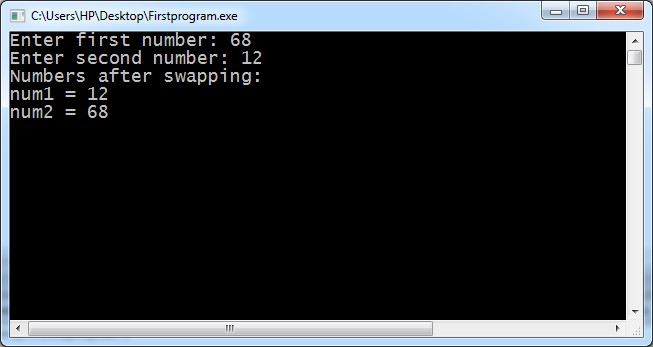 C:\Users\HP\Desktop\Firstprogram.exe
Enter first number: 68
Enter second number: 12
Numbers after swapping:
num1 = 12
num2 = 68